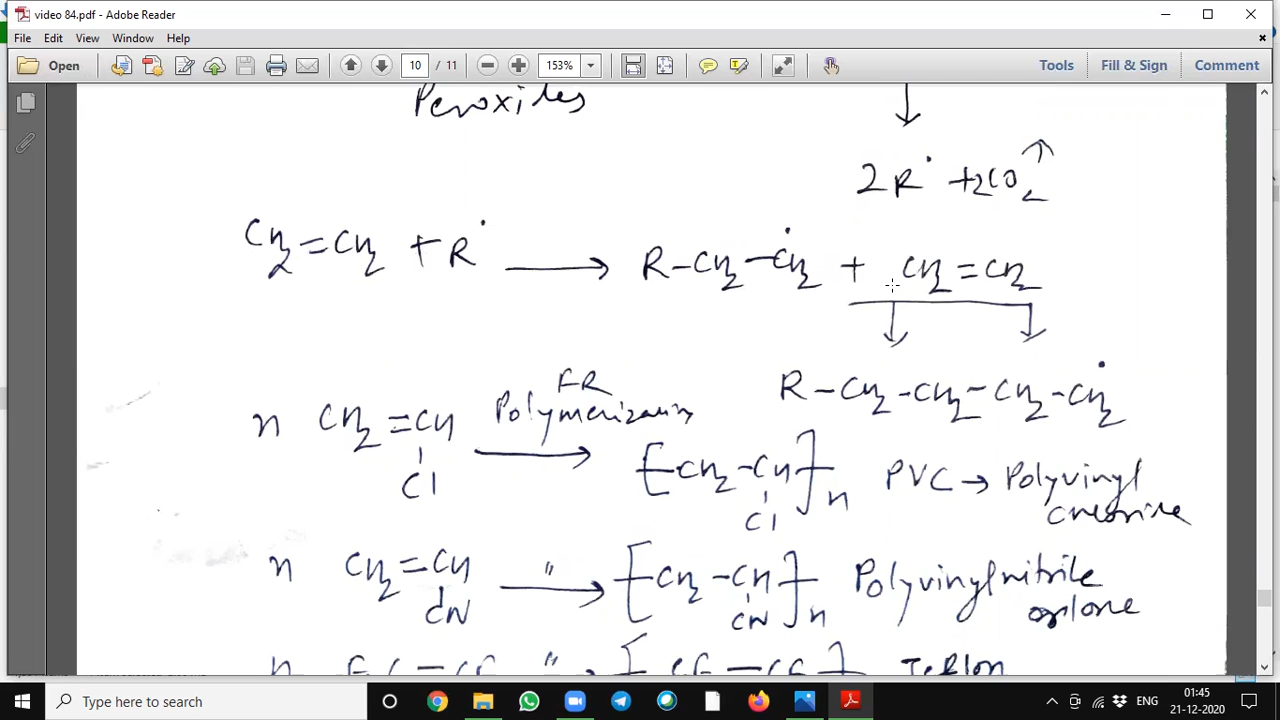 video 84.pdf - Adobe Reader
File Edit View Window Help
Open 10 / 11 153% Tools Fill & Sign Comment
Peroxides
2R• + 2CO2 ↑
CH2=CH2 + R• → R-CH2-ĊH2 + CH2=CH2
R-CH2-CH2-CH2-ĊH2
FR
n CH2=CH Polymerization → [CH2-CH]n PVC → Polyvinyl
Cl Cl Chloride
n CH2=CH " → [CH2-CH]n Polyvinylnitrile
CN CN orlone
n " Teflon
Type here to search
ENG 01:45
21-12-2020